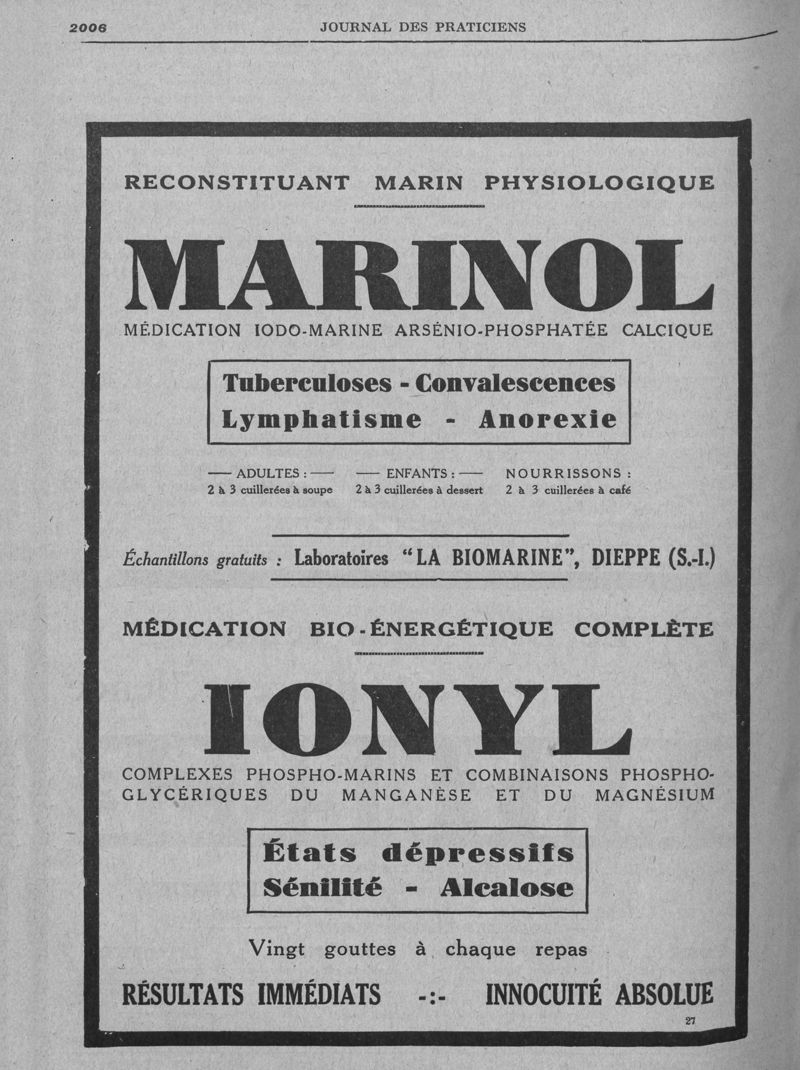 2006 JOURNAL DES PRATICIENS
RECONSTITUANT MARIN PHYSIOLOGIQUE
MARINOL
MÉDICATION IODO-MARINE ARSÉNIO-PHOSPHATÉE CALCIQUE
Tuberculoses - Convalescences
Lymphatisme - Anorexie
— ADULTES : — — ENFANTS : — NOURRISSONS :
2 à 3 cuillerées à soupe 2 à 3 cuillerées à dessert 2 à 3 cuillerées à café
Échantillons gratuits : Laboratoires “LA BIOMARINE”, DIEPPE (S.-I.)
MÉDICATION BIO-ÉNERGÉTIQUE COMPLÈTE
IONYL
COMPLEXES PHOSPHO-MARINS ET COMBINAISONS PHOSPHO-
GLYCÉRIQUES DU MANGANÈSE ET DU MAGNÉSIUM
États dépressifs
Sénilité - Alcalose
Vingt gouttes à chaque repas
RÉSULTATS IMMÉDIATS -:- INNOCUITÉ ABSOLUE
27